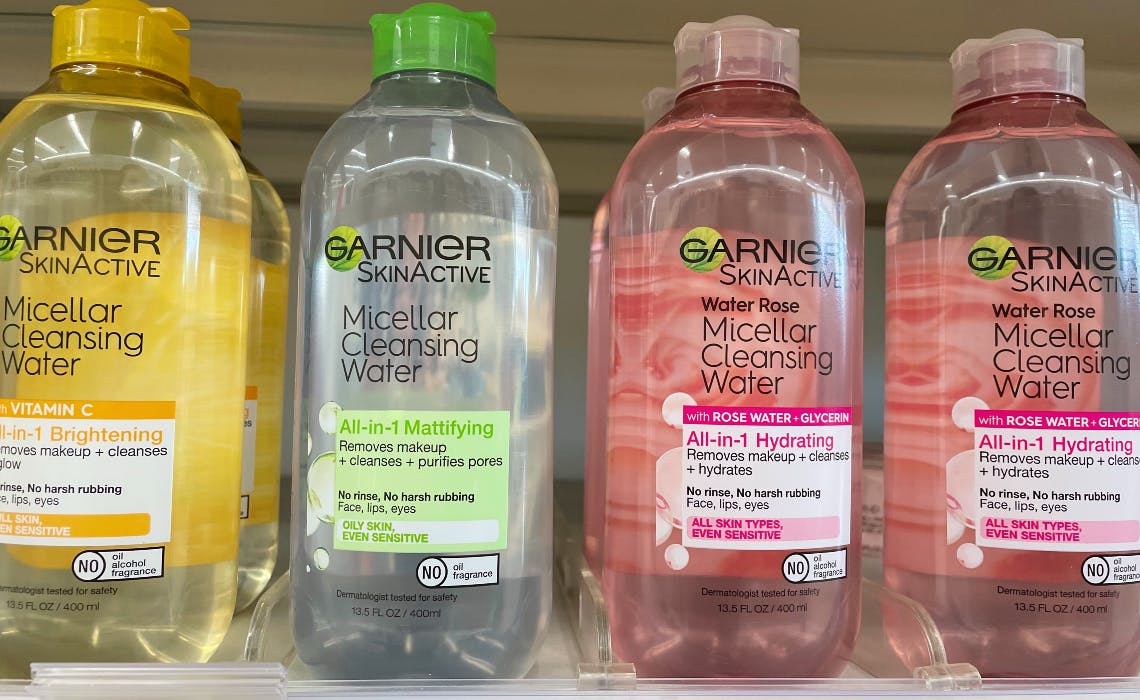 GARNIER
SKINACTIVE
Micellar
Cleansing
Water
th VITAMIN C
ll-in-1 Brightening
emoves makeup + cleanses
glow
rinse, No harsh rubbing
ce, lips, eyes
LL SKIN,
EN SENSITIVE
NO
oil
alcohol
fragrance
ermatologist tested for safety
13.5 FL OZ / 400 ml
GARNIER
SKINACTIVE
Micellar
Cleansing
Water
All-in-1 Mattifying
Removes makeup
+ cleanses + purifies pores
No rinse, No harsh rubbing
Face, lips, eyes
OILY SKIN,
EVEN SENSITIVE
NO
oil
fragrance
Dermatologist tested for safety
13.5 FL OZ / 400ml
GARNIER
SKINACTIVE
Water Rose
Micellar
Cleansing
Water
with ROSE WATER + GLYCERIN
All-in-1 Hydrating
Removes makeup + cleanses
+ hydrates
No rinse, No harsh rubbing
Face, lips, eyes
ALL SKIN TYPES,
EVEN SENSITIVE
NO
oil
alcohol
fragrance
Dermatologist tested for safety
13.5 FL OZ / 400 ml
GARNIER
SKINACTIVE
Water Rose
Micellar
Cleansing
Water
with ROSE WATER + GLYCER
All-in-1 Hydrating
Removes makeup + cleans
+ hydrates
No rinse, No harsh rubbing
Face, lips, eyes
ALL SKIN TYPES,
EVEN SENSITIVE
NO
oil
alcohol
fragran
Dermatologist tested for safety
13.5 FL OZ / 400 ml